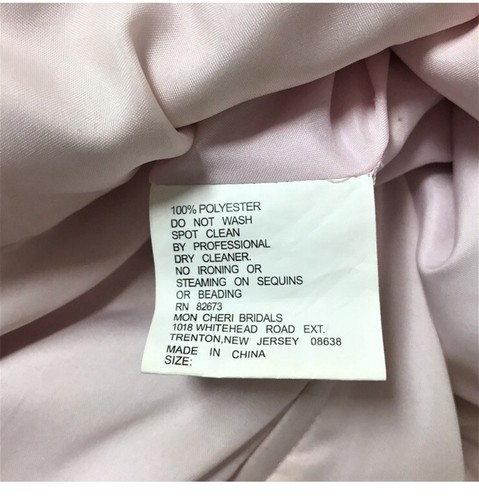 100% POLYESTER
DO NOT WASH
SPOT CLEAN
BY PROFESSIONAL
DRY CLEANER.
NO IRONING OR
STEAMING ON SEQUINS
OR BEADING
RN 82673
MON CHERI BRIDALS
1018 WHITEHEAD ROAD EXT.
TRENTON,NEW JERSEY 08638
MADE IN CHINA
SIZE: